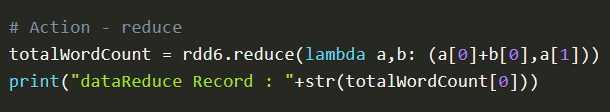 # Action - reduce
totalWordCount = rdd6.reduce(lambda a,b: (a[0]+b[0],a[1]))
print("dataReduce Record : "+str(totalWordCount[0]))